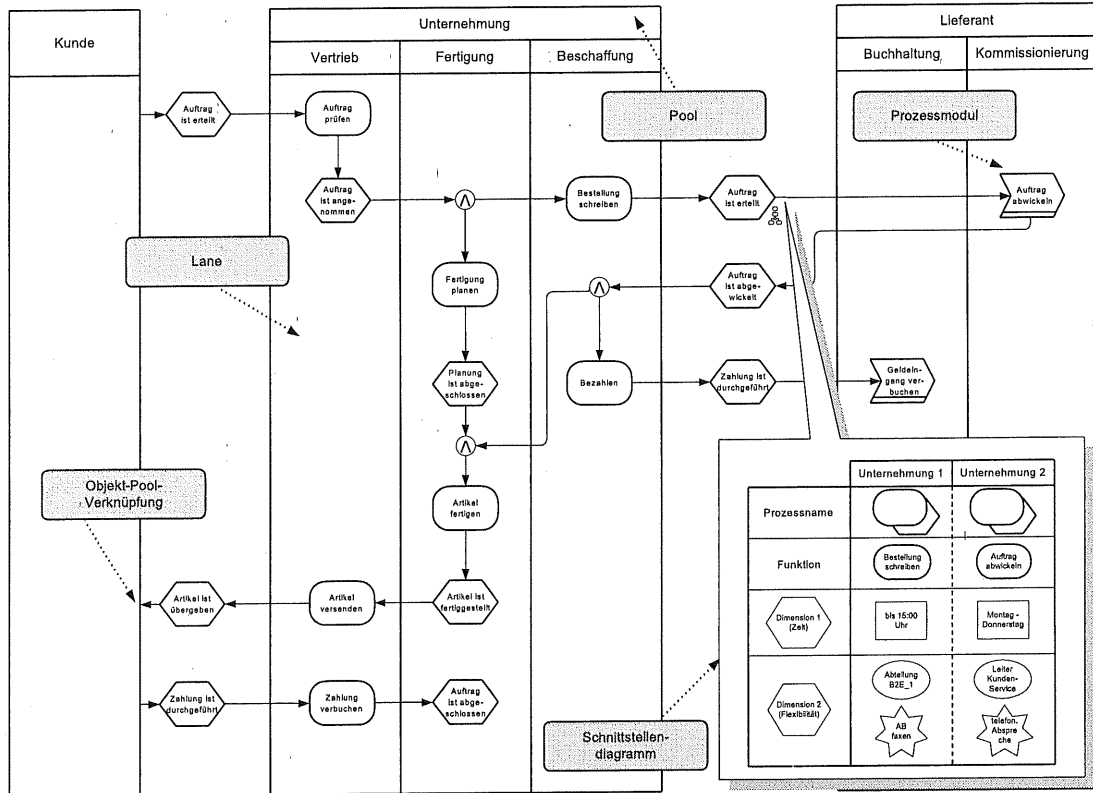 Kunde
Unternehmung
Lieferant
Vertrieb
Fertigung
Beschaffung
Buchhaltung
Kommissionierung
Auftrag
ist erteilt
Auftrag
prüfen
Pool
Prozessmodul
Auftrag
ist ange-
nommen
Λ
Bestellung
schreiben
Auftrag
ist erteilt
Auftrag
abwickeln
Lane
Fertigung
planen
Λ
Auftrag
ist abge-
wickelt
Planung
ist abge-
schlossen
Bezahlen
Zahlung ist
durchgeführt
Geldein-
gang ver-
buchen
Λ
Objekt-Pool-
Verknüpfung
Artikel
fertigen
Artikel ist
übergeben
Artikel
versenden
Artikel ist
fertiggestellt
Zahlung ist
durchgeführt
Zahlung
verbuchen
Auftrag
ist abge-
schlossen
Schnittstellen-
diagramm
Unternehmung 1
Unternehmung 2
Prozessname
Funktion
Bestellung
schreiben
Auftrag
abwickeln
Dimension 1
(Zeit)
bis 15:00
Uhr
Montag -
Donnerstag
Dimension 2
(Flexibilität)
Abteilung
B2E_1
Leiter
Kunden-
Service
AB
faxen
telefon.
Abspre
che